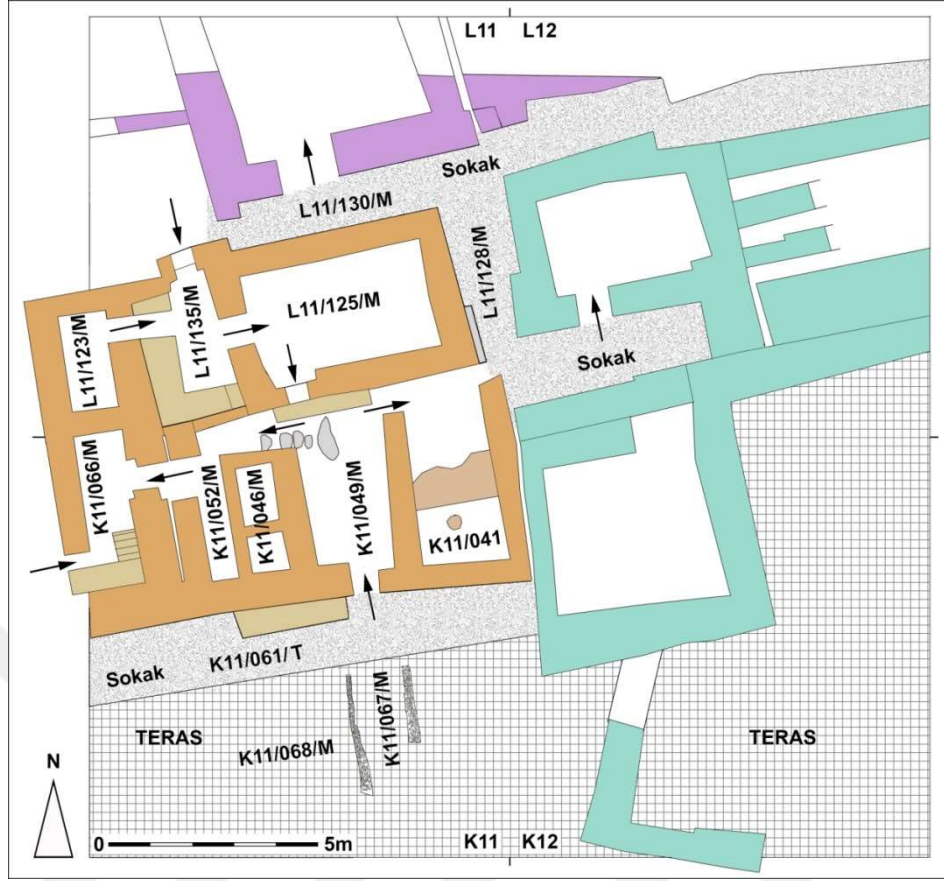 L11 L12
Sokak
L11/130/M
L11/128/M
L11/135/M
L11/125/M
L11/123/M
Sokak
K11/066/M
K11/052/M
K11/046/M
K11/049/M
K11/041
Sokak
K11/061/T
K11/067/M
TERAS
K11/068/M
TERAS
N
0
5m
K11 K12